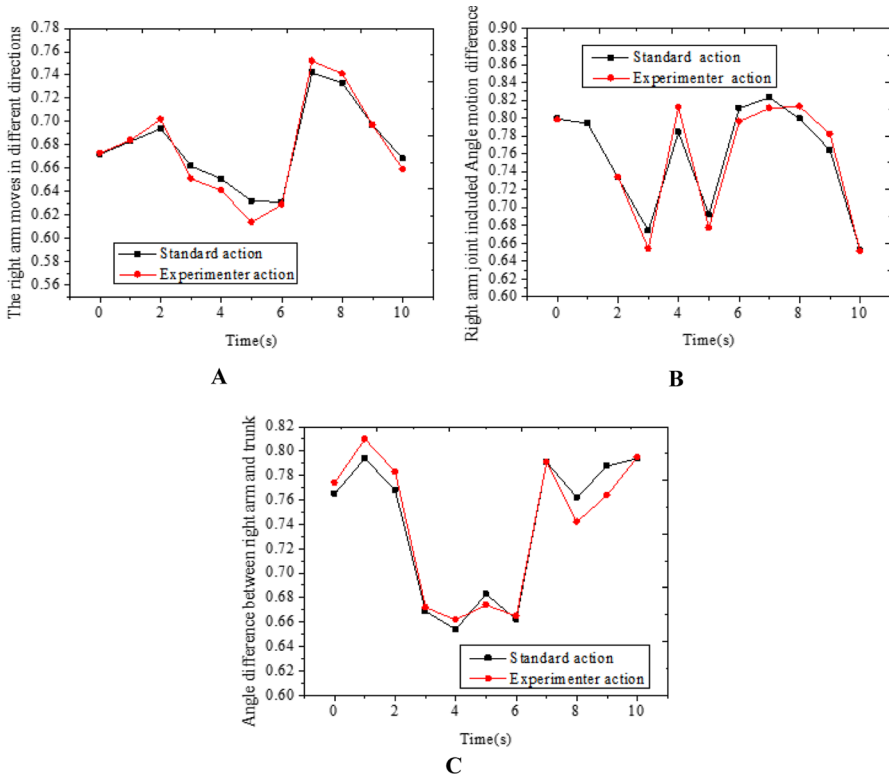 The right arm moves in different directions
0.78
0.76
0.74
0.72
0.70
0.68
0.66
0.64
0.62
0.60
0.58
0.56
Standard action
Experimenter action
0 2 4 6 8 10
Time(s)
A
Right arm joint included Angle motion difference
0.90
0.88
0.86
0.84
0.82
0.80
0.78
0.76
0.74
0.72
0.70
0.68
0.66
0.64
0.62
0.60
Standard action
Experimenter action
0 2 4 6 8 10
Time(s)
B
Angle difference between right arm and trunk
0.82
0.80
0.78
0.76
0.74
0.72
0.70
0.68
0.66
0.64
0.62
0.60
Standard action
Experimenter action
0 2 4 6 8 10
Time(s)
C